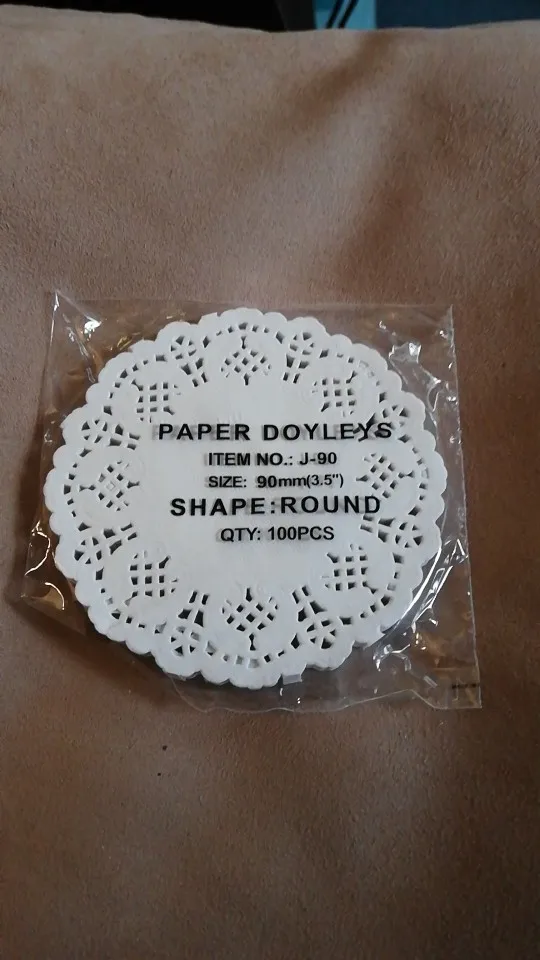 PAPER DOYLEYS
ITEM NO.: J-90
SIZE: 90mm(3.5")
SHAPE:ROUND
QTY: 100PCS